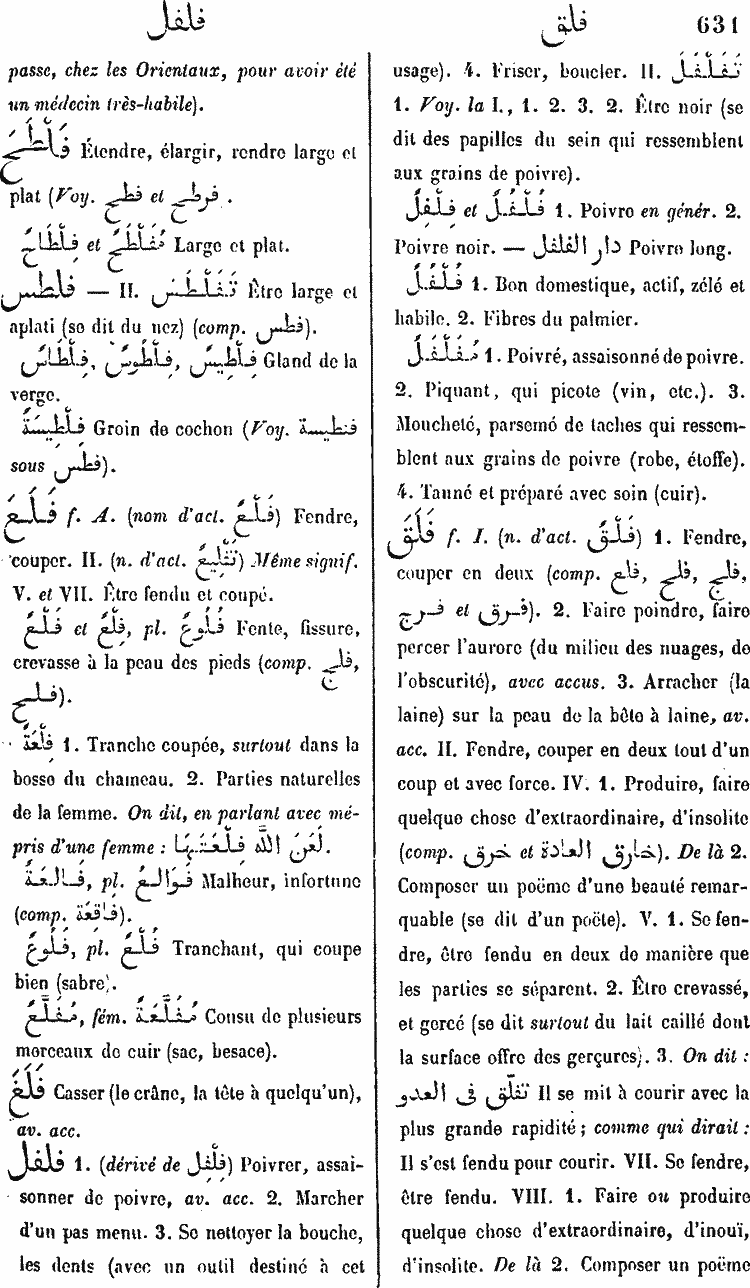 فلفل
فلق
631
passe, chez les Orientaux, pour avoir été
un médecin très-habile).
فَلْطَحَ Étendre, élargir, rendre large et
plat (Voy. فطح et فرطح.
فِلْطَاحٌ et مُفَلْطَحٌ Large et plat.
فلطس — II. تَفَلْطَسَ Être large et
aplati (se dit du nez) (comp. فطس).
فِلْطَاسٌ, فِلْطَوْسٌ, فِلْطِيسٌ Gland de la
verge.
فِلْطِيسَةٌ Groin de cochon (Voy. فنطيسة
sous فطس).
فَلَعَ f. A. (nom d'act. فَلْعٌ) Fendre,
couper. II. (n. d'act. تَفْلِيعٌ) Même signif.
V. et VII. Être fendu et coupé.
فَلْعٌ et فِلْعٌ, pl. فُلُوعٌ Fente, fissure,
crevasse à la peau des pieds (comp. فلج,
فلح).
فِلْعَةٌ 1. Tranche coupée, surtout dans la
bosse du chameau. 2. Parties naturelles
de la femme. On dit, en parlant avec mé-
pris d'une femme : لَعَنَ اللّٰه فَلْعَتَهَا.
فَالِعَةٌ, pl. فَوَالِعُ Malheur, infortune
(comp. فاقعة).
فَلُوعٌ, pl. فُلْعٌ Tranchant, qui coupe
bien (sabre).
مُفَلَّعٌ, fém. مُفَلَّعَةٌ Cousu de plusieurs
morceaux de cuir (sac, besace).
فَلَغَ Casser (le crâne, la tête à quelqu'un),
av. acc.
فلفل 1. (dérivé de فِلْفِل) Poivrer, assai-
sonner de poivre, av. acc. 2. Marcher
d'un pas menu. 3. Se nettoyer la bouche,
les dents (avec un outil destiné à cet
usage). 4. Friser, boucler. II. تَفَلْفَلَ
1. Voy. la I., 1. 2. 3. 2. Être noir (se
dit des papilles du sein qui ressemblent
aux grains de poivre).
فِلْفِلٌ et فُلْفُلٌ 1. Poivre en génér. 2.
Poivre noir. — دار الفلفل Poivre long.
فُلْفُلٌ 1. Bon domestique, actif, zélé et
habile. 2. Fibres du palmier.
مُفَلْفَلٌ 1. Poivré, assaisonné de poivre.
2. Piquant, qui picote (vin, etc.). 3.
Moucheté, parsemé de taches qui ressem-
blent aux grains de poivre (robe, étoffe).
4. Tanné et préparé avec soin (cuir).
فَلَقَ f. I. (n. d'act. فَلْقٌ) 1. Fendre,
couper en deux (comp. فلع, فلح, فلج,
فرج et فرق). 2. Faire poindre, faire
percer l'aurore (du milieu des nuages, de
l'obscurité), avec accus. 3. Arracher (la
laine) sur la peau de la bête à laine, av.
acc. II. Fendre, couper en deux tout d'un
coup et avec force. IV. 1. Produire, faire
quelque chose d'extraordinaire, d'insolite
(comp. خرق et خارق العادة). De là 2.
Composer un poëme d'une beauté remar-
quable (se dit d'un poëte). V. 1. Se fen-
dre, être fendu en deux de manière que
les parties se séparent. 2. Être crevassé,
et gercé (se dit surtout du lait caillé dont
la surface offre des gerçures). 3. On dit :
تفلّق فى العدو Il se mit à courir avec la
plus grande rapidité ; comme qui dirait :
Il s'est fendu pour courir. VII. Se fendre,
être fendu. VIII. 1. Faire ou produire
quelque chose d'extraordinaire, d'inouï,
d'insolite. De là 2. Composer un poëme